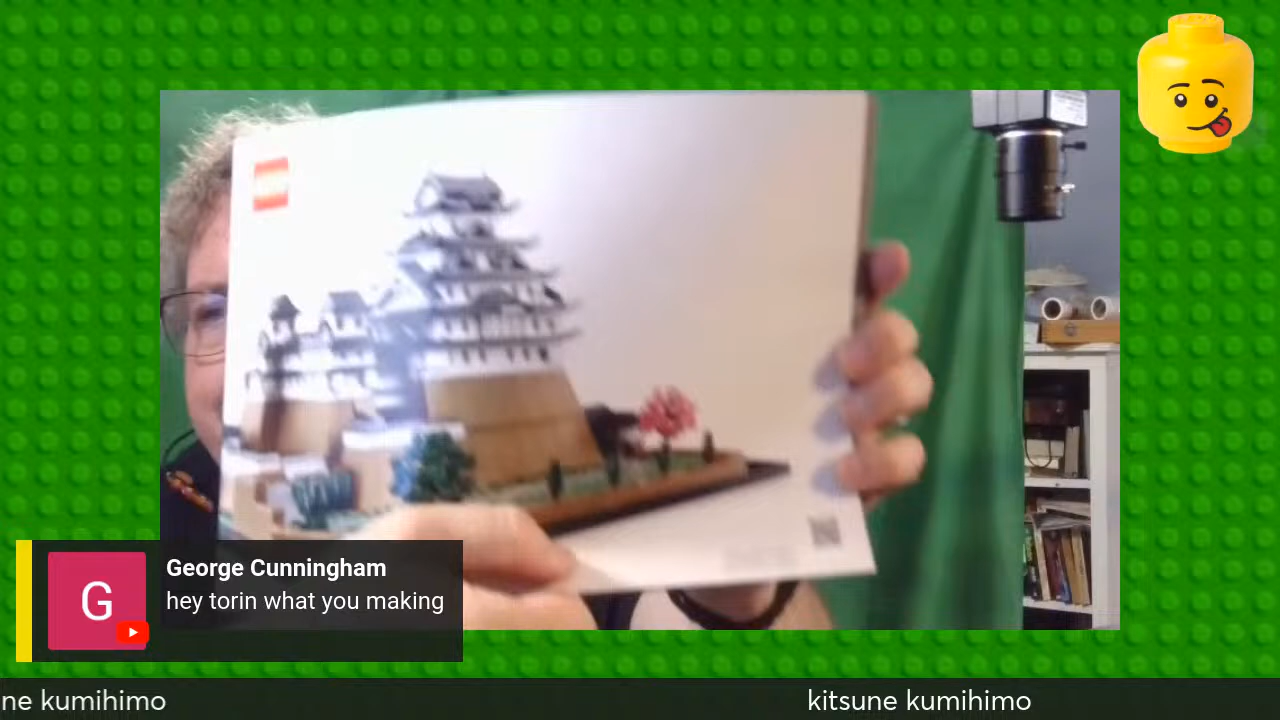 George Cunningham
hey torin what you making
G
ne kumihimo
kitsune kumihimo